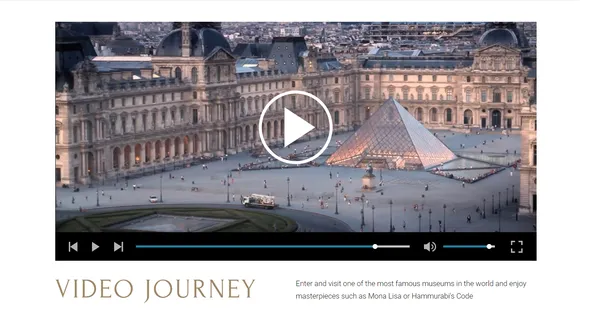 VIDEO JOURNEY
Enter and visit one of the most famous museums in the world and enjoy
masterpieces such as Mona Lisa or Hammurabi's Code